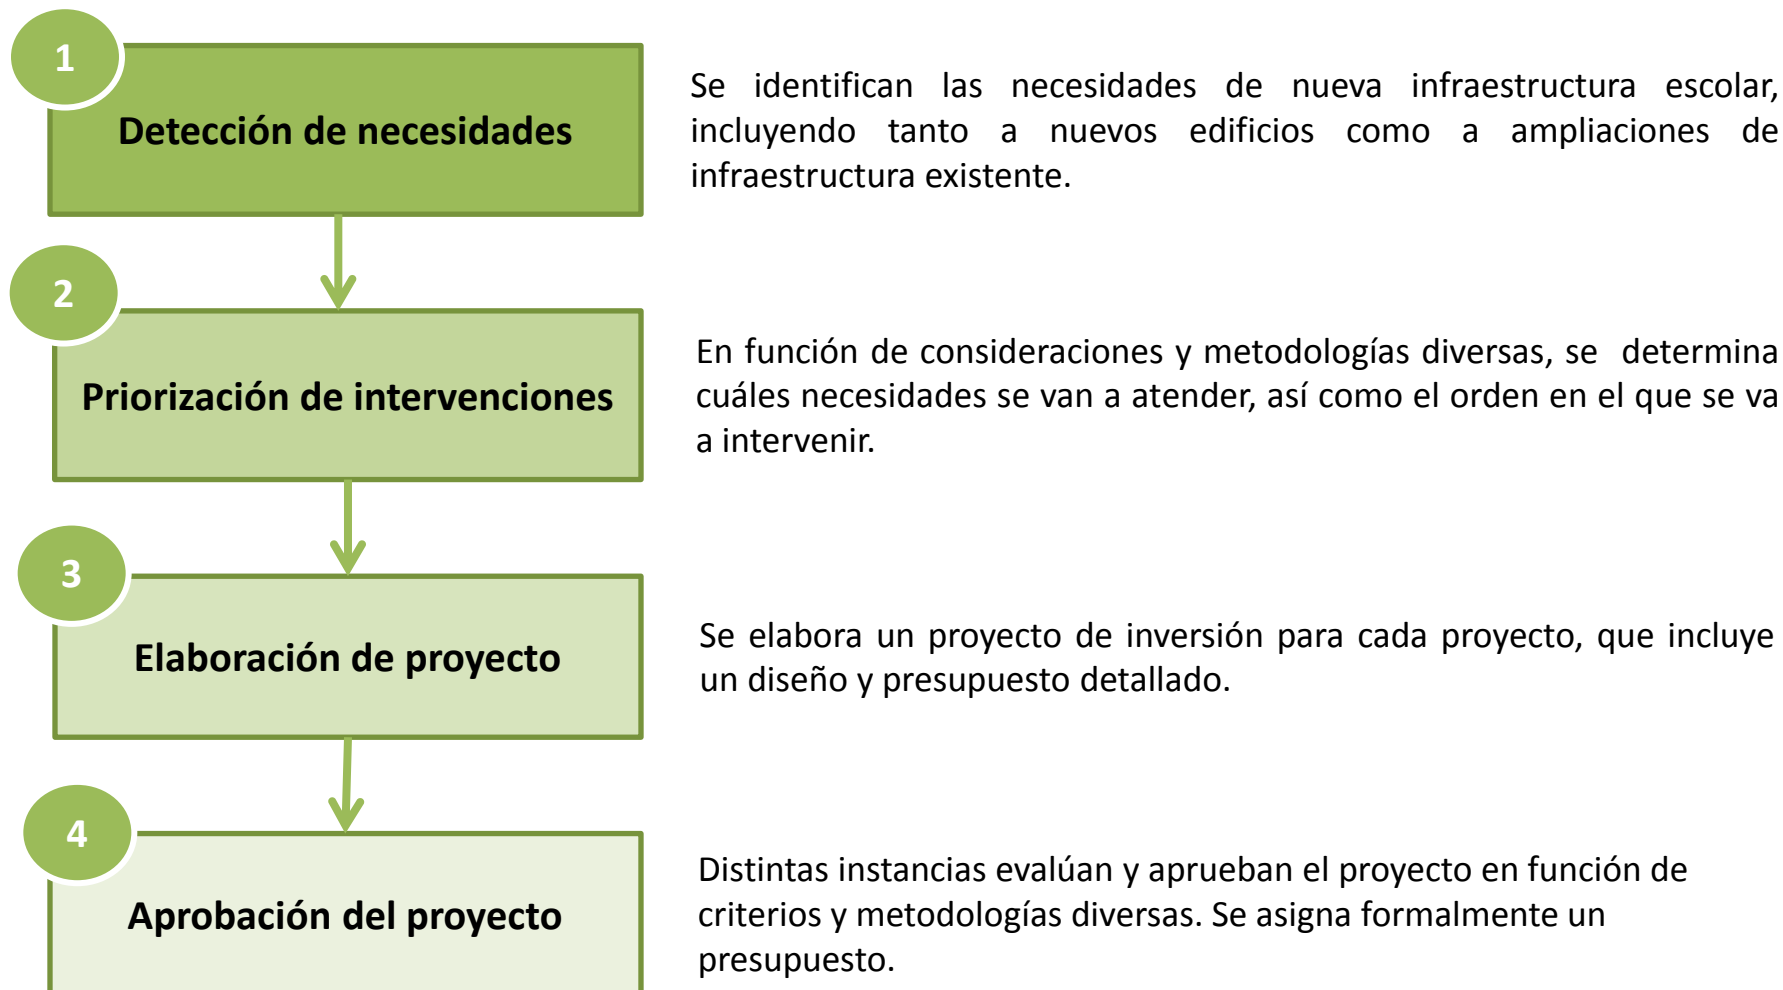 1
Detección de necesidades
Se identifican las necesidades de nueva infraestructura escolar,
incluyendo tanto a nuevos edificios como a ampliaciones de
infraestructura existente.
2
Priorización de intervenciones
En función de consideraciones y metodologías diversas, se determina
cuáles necesidades se van a atender, así como el orden en el que se va
a intervenir.
3
Elaboración de proyecto
Se elabora un proyecto de inversión para cada proyecto, que incluye
un diseño y presupuesto detallado.
4
Aprobación del proyecto
Distintas instancias evalúan y aprueban el proyecto en función de
criterios y metodologías diversas. Se asigna formalmente un
presupuesto.